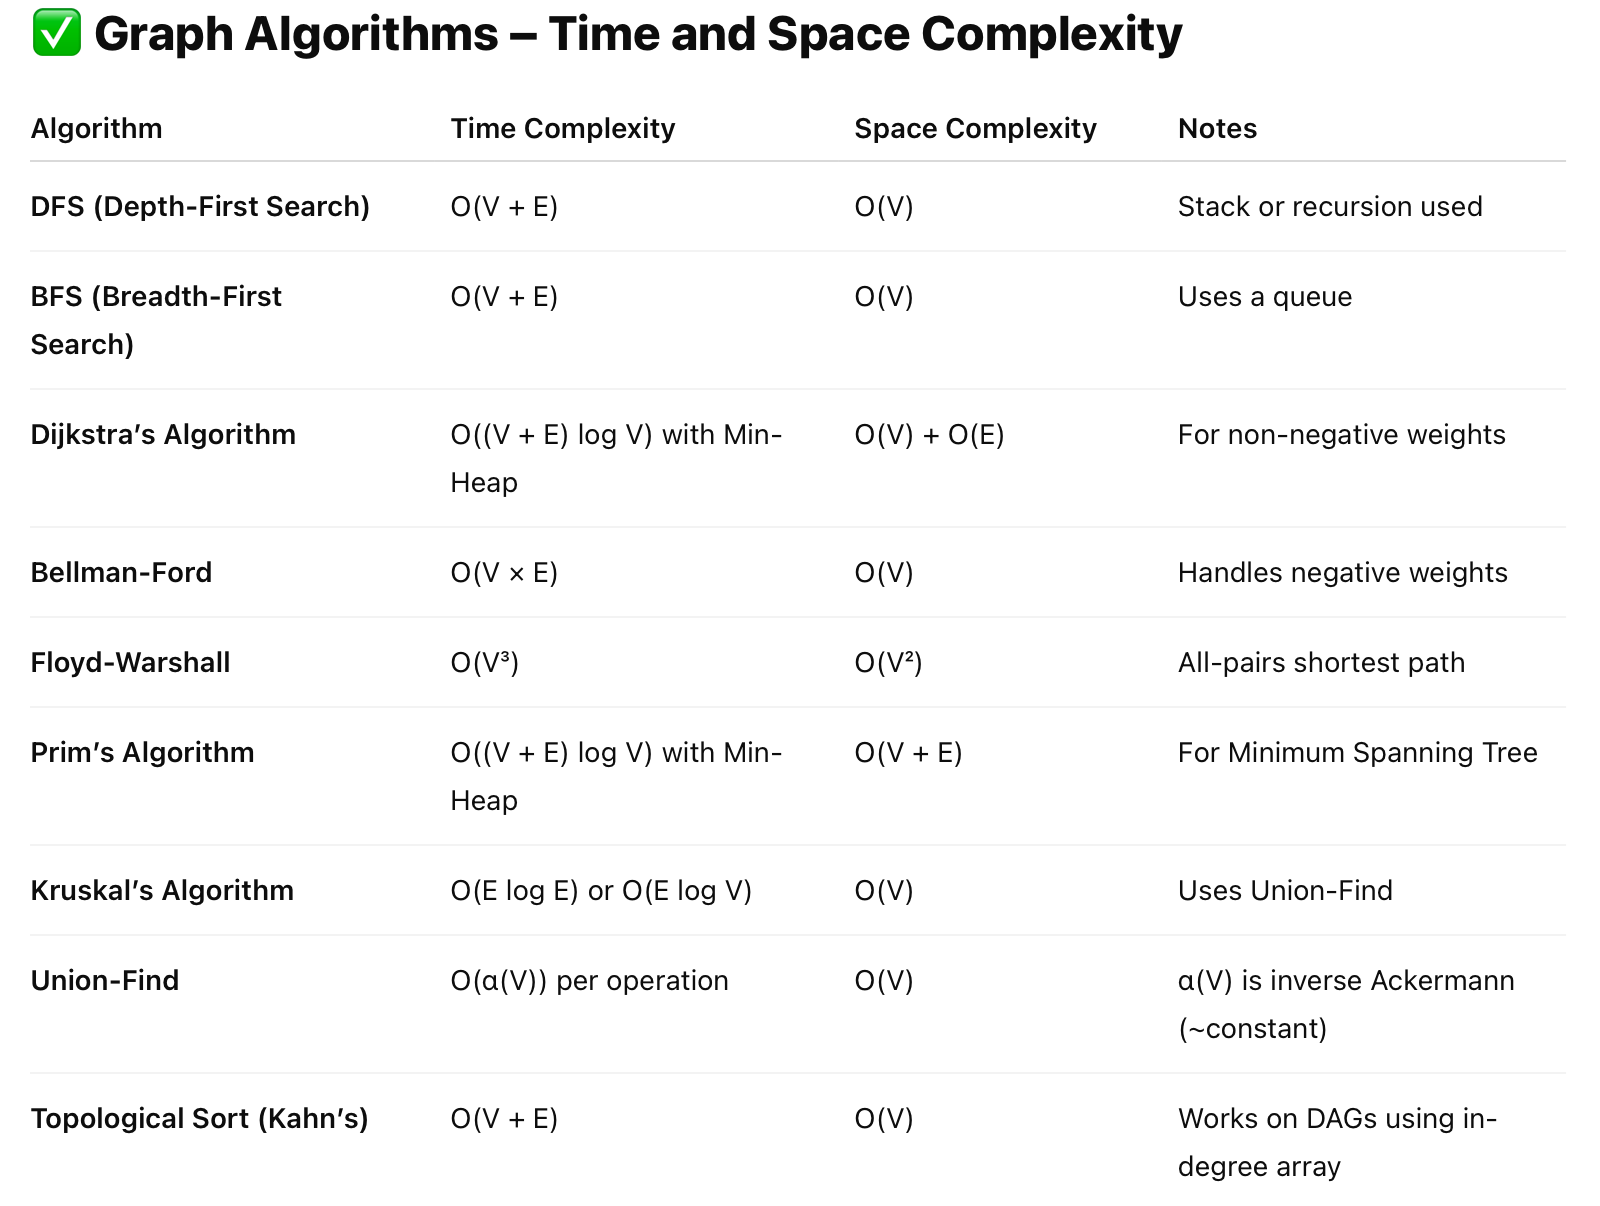 ✅ Graph Algorithms – Time and Space Complexity
Algorithm Time Complexity Space Complexity Notes
DFS (Depth-First Search) O(V + E) O(V) Stack or recursion used
BFS (Breadth-First O(V + E) O(V) Uses a queue
Search)
Dijkstra’s Algorithm O((V + E) log V) with Min- O(V) + O(E) For non-negative weights
Heap
Bellman-Ford O(V × E) O(V) Handles negative weights
Floyd-Warshall O(V³) O(V²) All-pairs shortest path
Prim’s Algorithm O((V + E) log V) with Min- O(V + E) For Minimum Spanning Tree
Heap
Kruskal’s Algorithm O(E log E) or O(E log V) O(V) Uses Union-Find
Union-Find O(α(V)) per operation O(V) α(V) is inverse Ackermann
(~constant)
Topological Sort (Kahn’s) O(V + E) O(V) Works on DAGs using in-
degree array